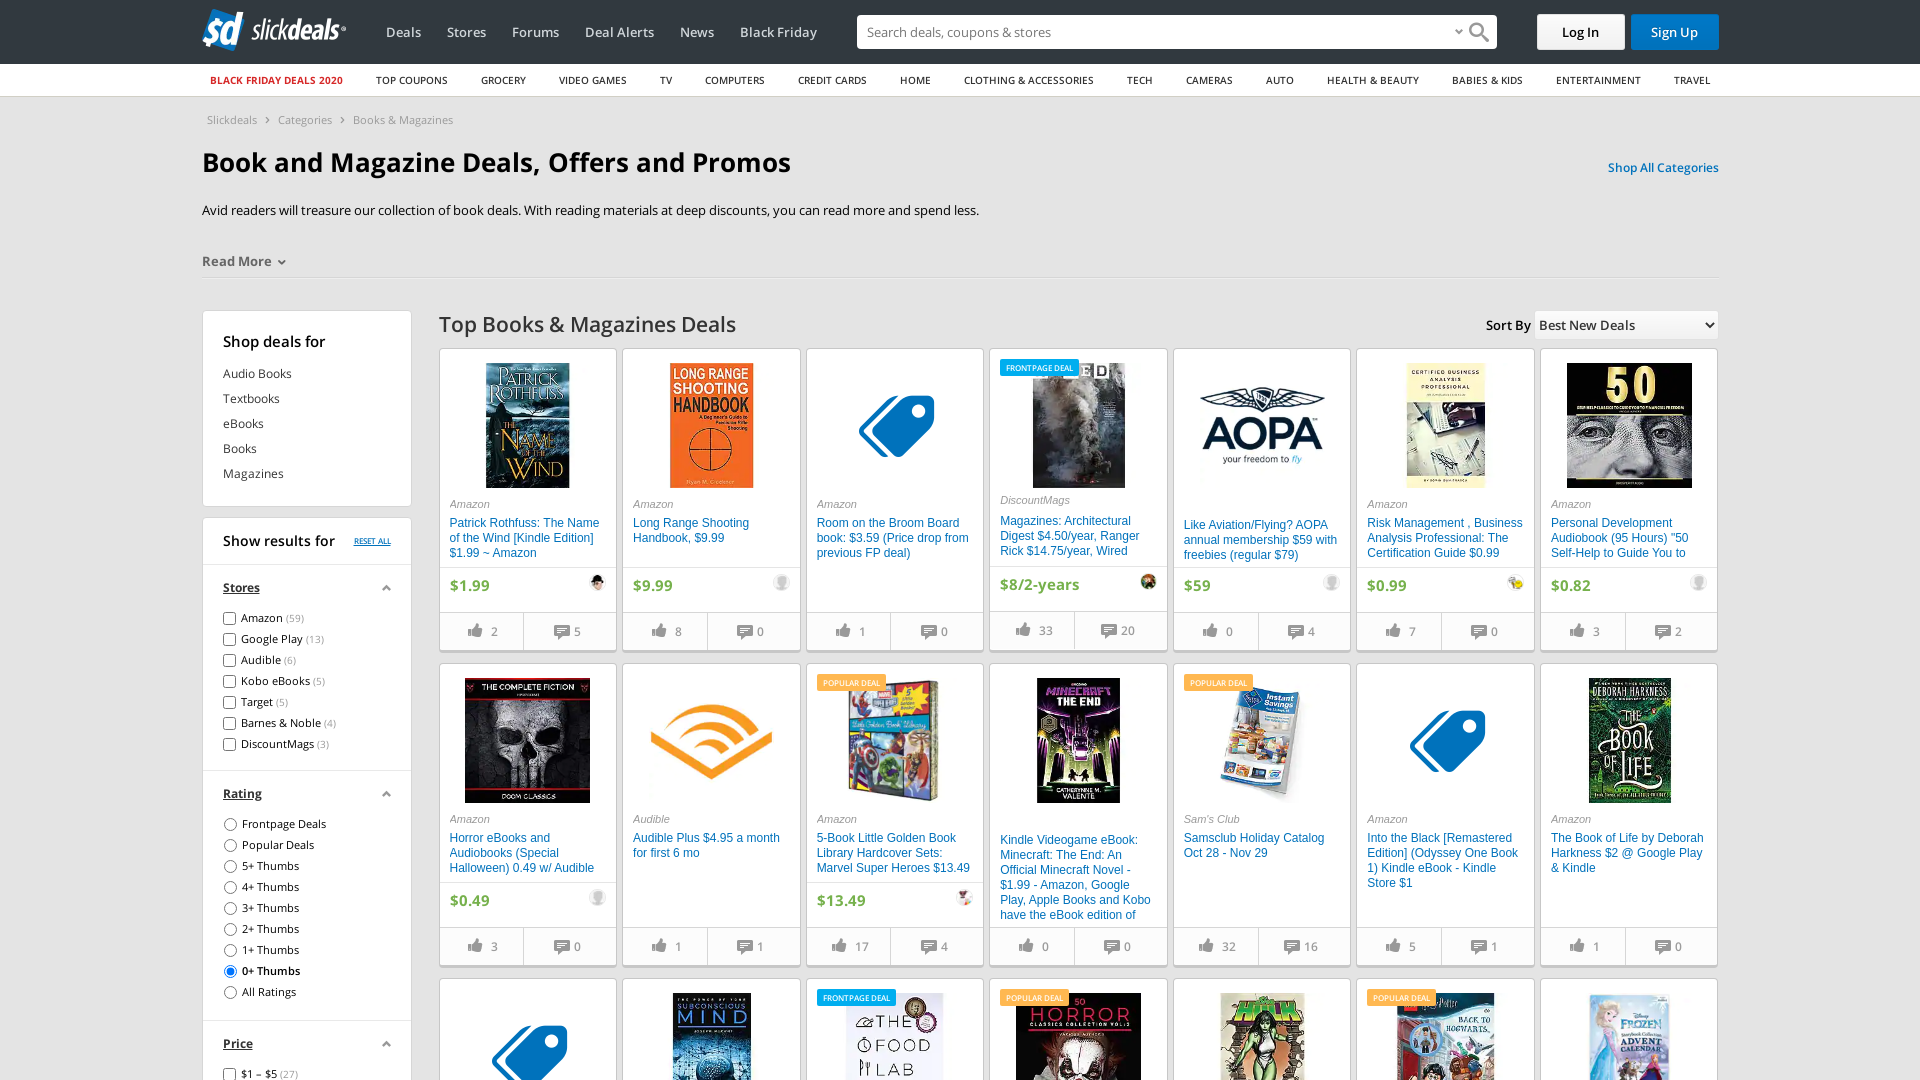 sd slickdeals
Deals
Stores
Forums
Deal Alerts
News
Black Friday
Search deals, coupons & stores
Log In
Sign Up
BLACK FRIDAY DEALS 2020
TOP COUPONS
GROCERY
VIDEO GAMES
TV
COMPUTERS
CREDIT CARDS
HOME
CLOTHING & ACCESSORIES
TECH
CAMERAS
AUTO
HEALTH & BEAUTY
BABIES & KIDS
ENTERTAINMENT
TRAVEL
Slickdeals > Categories > Books & Magazines
Book and Magazine Deals, Offers and Promos
Shop All Categories
Avid readers will treasure our collection of book deals. With reading materials at deep discounts, you can read more and spend less.
Read More
Shop deals for
Audio Books
Textbooks
eBooks
Books
Magazines
Show results for
RESET ALL
Stores
Amazon (59)
Google Play (13)
Audible (6)
Kobo eBooks (5)
Target (5)
Barnes & Noble (4)
DiscountMags (3)
Rating
Frontpage Deals
Popular Deals
5+ Thumbs
4+ Thumbs
3+ Thumbs
2+ Thumbs
1+ Thumbs
0+ Thumbs
All Ratings
Price
$1 – $5 (27)
Top Books & Magazines Deals
Sort By
Best New Deals
PATRICK
ROTHFUSS
THE
NAME
OF THE
WIND
Amazon
Patrick Rothfuss: The Name
of the Wind [Kindle Edition]
$1.99 ~ Amazon
$1.99
2
5
LONG RANGE
SHOOTING
HANDBOOK
Amazon
Long Range Shooting
Handbook, $9.99
$9.99
8
0
Amazon
Room on the Broom Board
book: $3.59 (Price drop from
previous FP deal)
1
0
FRONTPAGE DEAL
DiscountMags
Magazines: Architectural
Digest $4.50/year, Ranger
Rick $14.75/year, Wired
$8/2-years
33
20
AOPA
your freedom to fly
Like Aviation/Flying? AOPA
annual membership $59 with
freebies (regular $79)
$59
0
4
CERTIFIED BUSINESS
ANALYSIS
PROFESSIONAL
Amazon
Risk Management , Business
Analysis Professional: The
Certification Guide $0.99
$0.99
7
0
50
Amazon
Personal Development
Audiobook (95 Hours) "50
Self-Help to Guide You to
$0.82
3
2
THE COMPLETE FICTION
DOOM CLASSICS
Amazon
Horror eBooks and
Audiobooks (Special
Halloween) 0.49 w/ Audible
$0.49
3
0
Audible
Audible Plus $4.95 a month
for first 6 mo
1
1
POPULAR DEAL
Amazon
5-Book Little Golden Book
Library Hardcover Sets:
Marvel Super Heroes $13.49
$13.49
17
4
MINECRAFT
THE END
CATHERYNNE M.
VALENTE
Kindle Videogame eBook:
Minecraft: The End: An
Official Minecraft Novel -
$1.99 - Amazon, Google
Play, Apple Books and Kobo
have the eBook edition of
0
0
POPULAR DEAL
Instant
Savings
Sam's Club
Samsclub Holiday Catalog
Oct 28 - Nov 29
32
16
Amazon
Into the Black [Remastered
Edition] (Odyssey One Book
1) Kindle eBook - Kindle
Store $1
5
1
DEBORAH
HARKNESS
THE
BOOK
OF LIFE
Amazon
The Book of Life by Deborah
Harkness $2 @ Google Play
& Kindle
1
0
THE POWER OF YOUR
SUBCONSCIOUS
MIND
JOSEPH MURPHY
FRONTPAGE DEAL
THE
FOOD
LAB
POPULAR DEAL
50
HORROR
CLASSICS COLLECTION VOL:2
HULK
POPULAR DEAL
BACK TO
HOGWARTS
Disney
FROZEN
ADVENT
CALENDAR